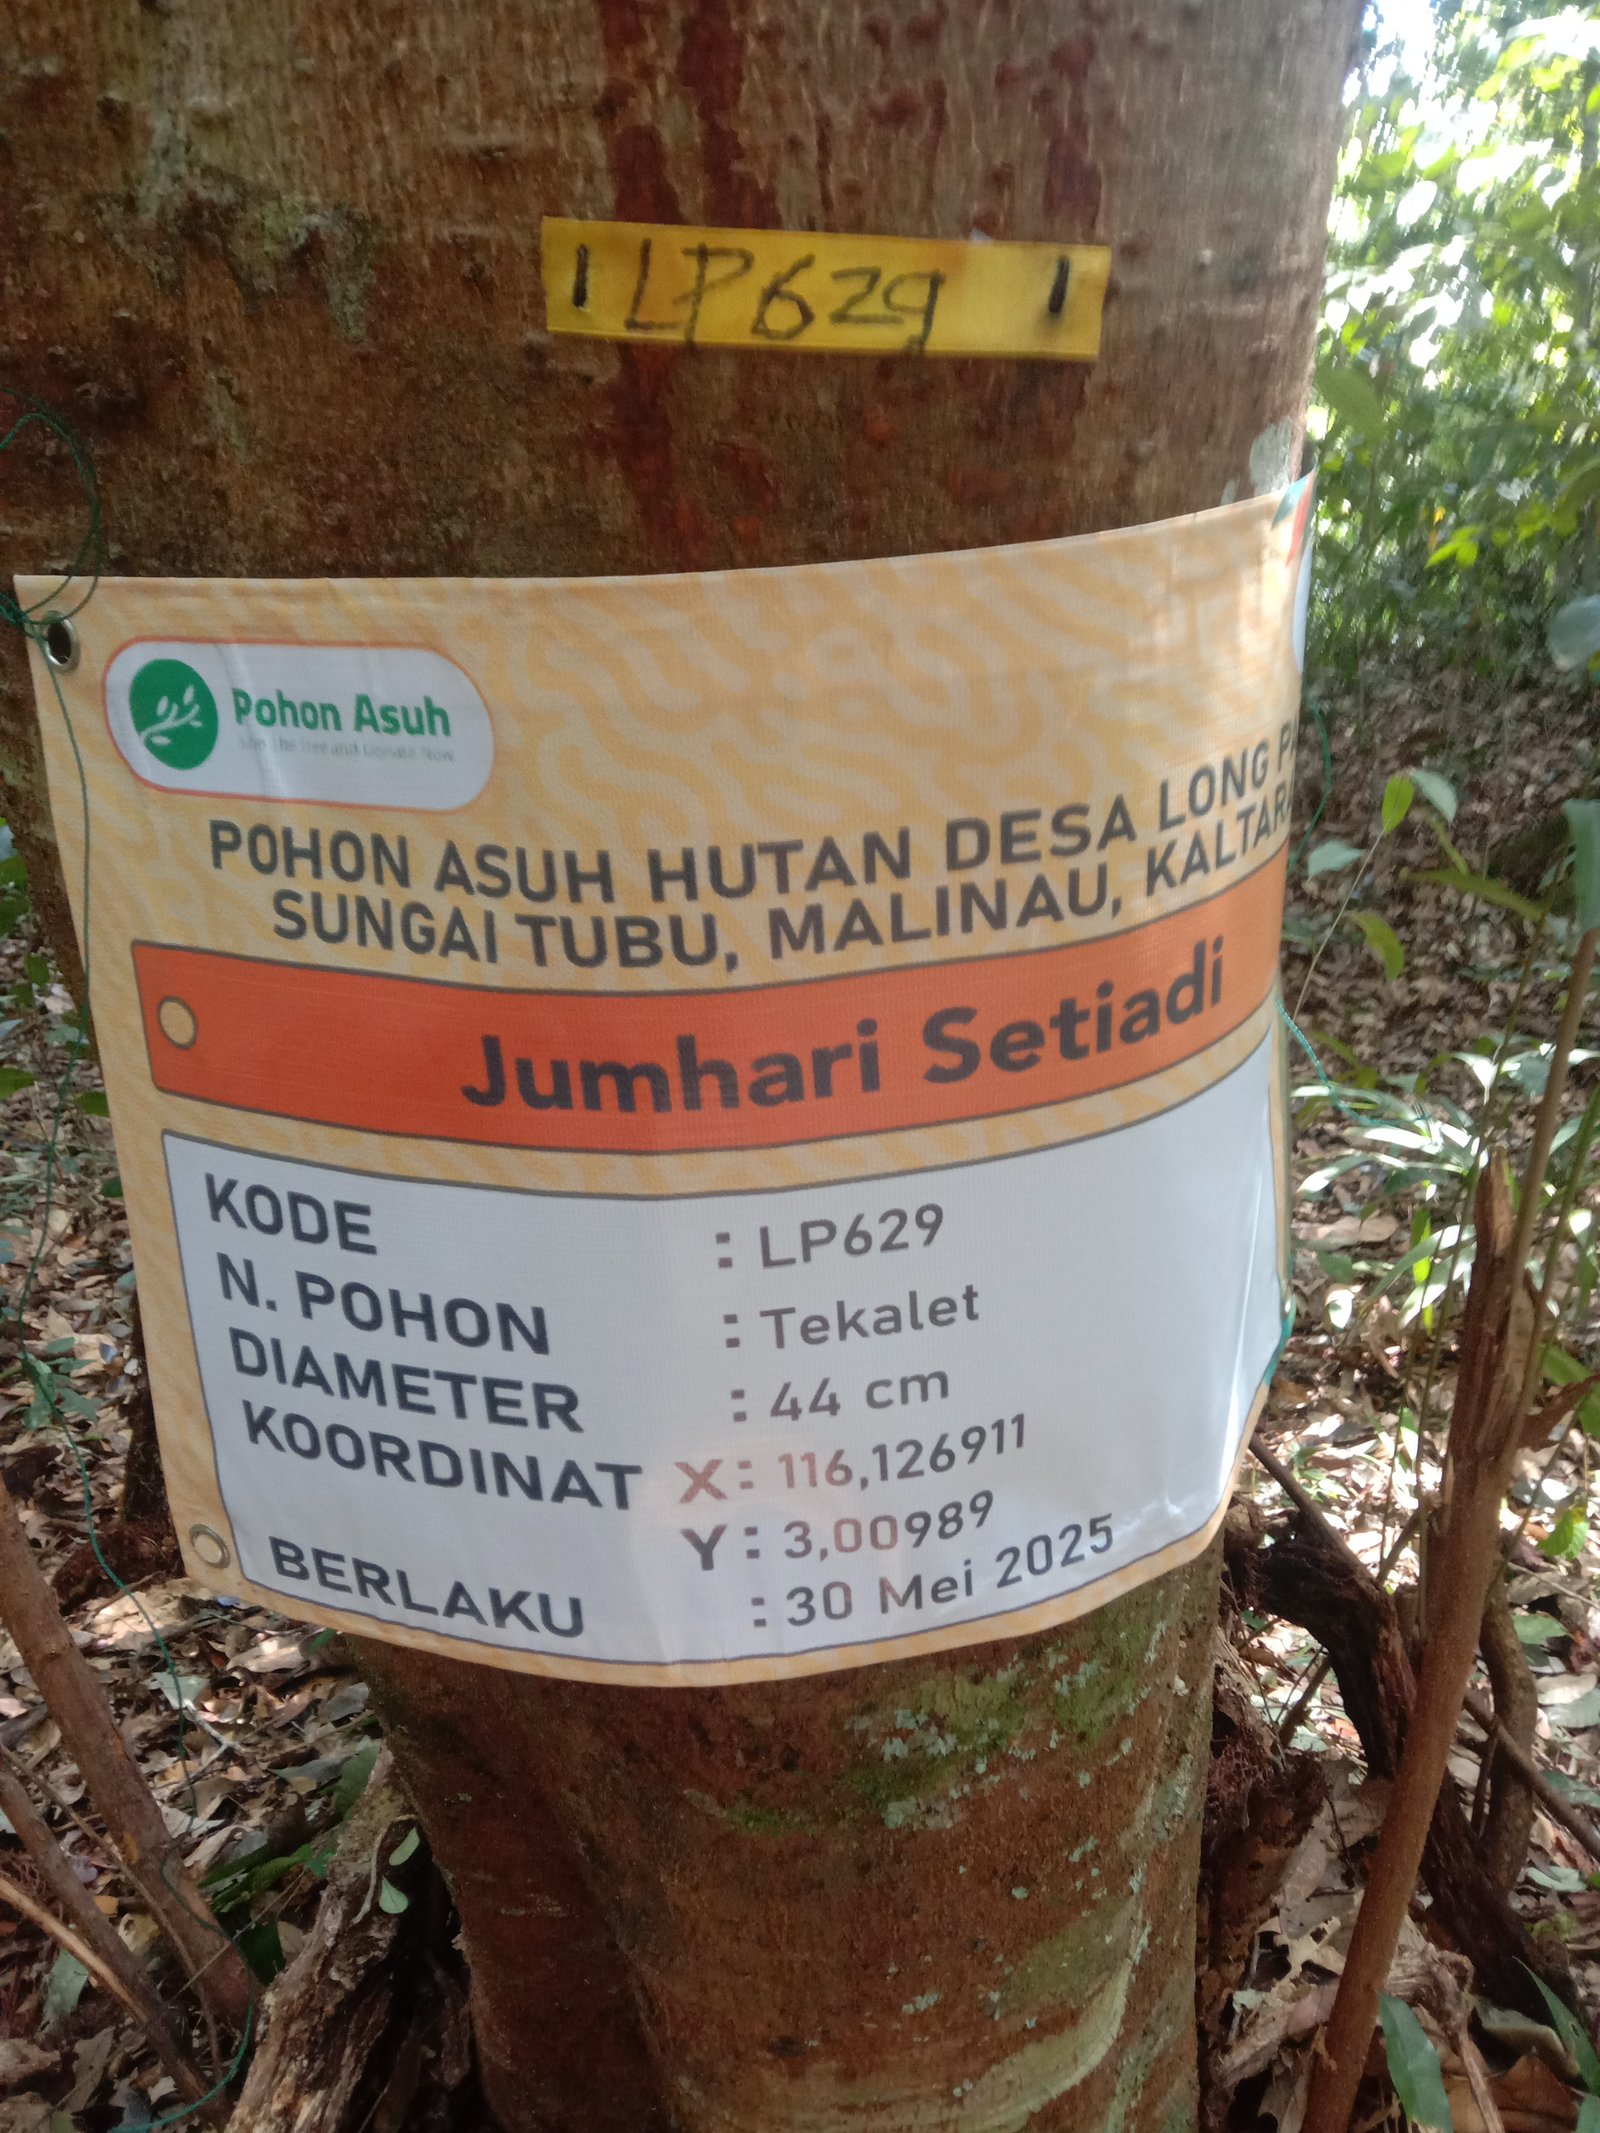 LP629
Pohon Asuh
POHON ASUH HUTAN DESA LONG
SUNGAI TUBU, MALINAU,
Jumhari Setiadi
KODE : LP629
N. POHON : Tekalet
DIAMETER : 44 cm
KOORDINAT X : 116,126911
Y : 3,00989
BERLAKU : 30 Mei 2025